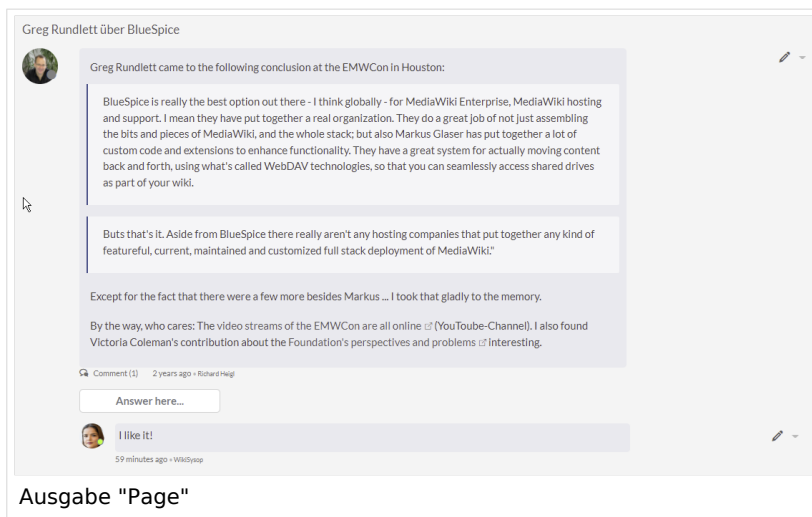 Greg Rundlett über BlueSpice
Greg Rundlett came to the following conclusion at the EMWCon in Houston:
BlueSpice is really the best option out there - I think globally - for MediaWiki Enterprise, MediaWiki hosting
and support. I mean they have put together a real organization. They do a great job of not just assembling
the bits and pieces of MediaWiki, and the whole stack; but also Markus Glaser has put together a lot of
custom code and extensions to enhance functionality. They have a great system for actually moving content
back and forth, using what's called WebDAV technologies, so that you can seamlessly access shared drives
as part of your wiki.
Buts that's it. Aside from BlueSpice there really aren't any hosting companies that put together any kind of
featureful, current, maintained and customized full stack deployment of MediaWiki."
Except for the fact that there were a few more besides Markus ... I took that gladly to the memory.
By the way, who cares: The video streams of the EMWCon are all online (YouToube-Channel). I also found
Victoria Coleman's contribution about the Foundation's perspectives and problems interesting.
Comment (1) 2 years ago • Richard Heigl
Answer here...
I like it!
59 minutes ago • WikiSysop
Ausgabe "Page"